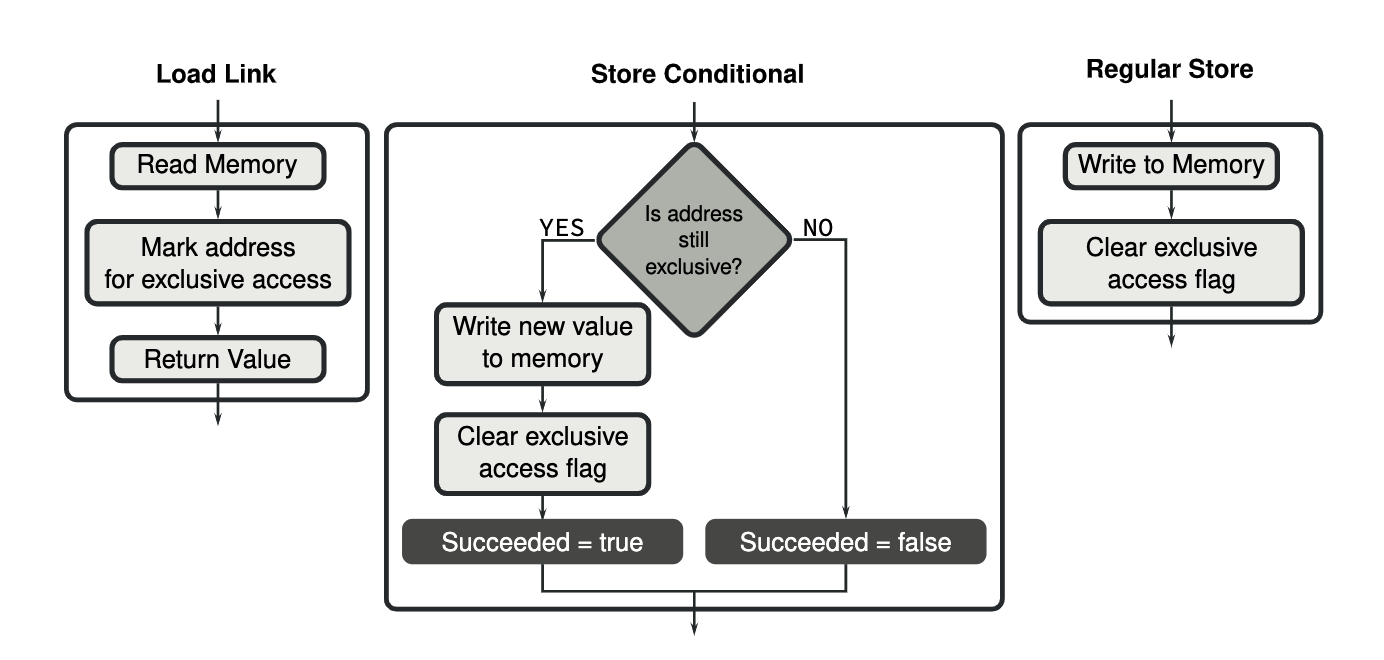 Load Link
Read Memory
Mark address
for exclusive access
Return Value
Store Conditional
Is address
still
exclusive?
YES
NO
Write new value
to memory
Clear exclusive
access flag
Succeeded = true
Succeeded = false
Regular Store
Write to Memory
Clear exclusive
access flag